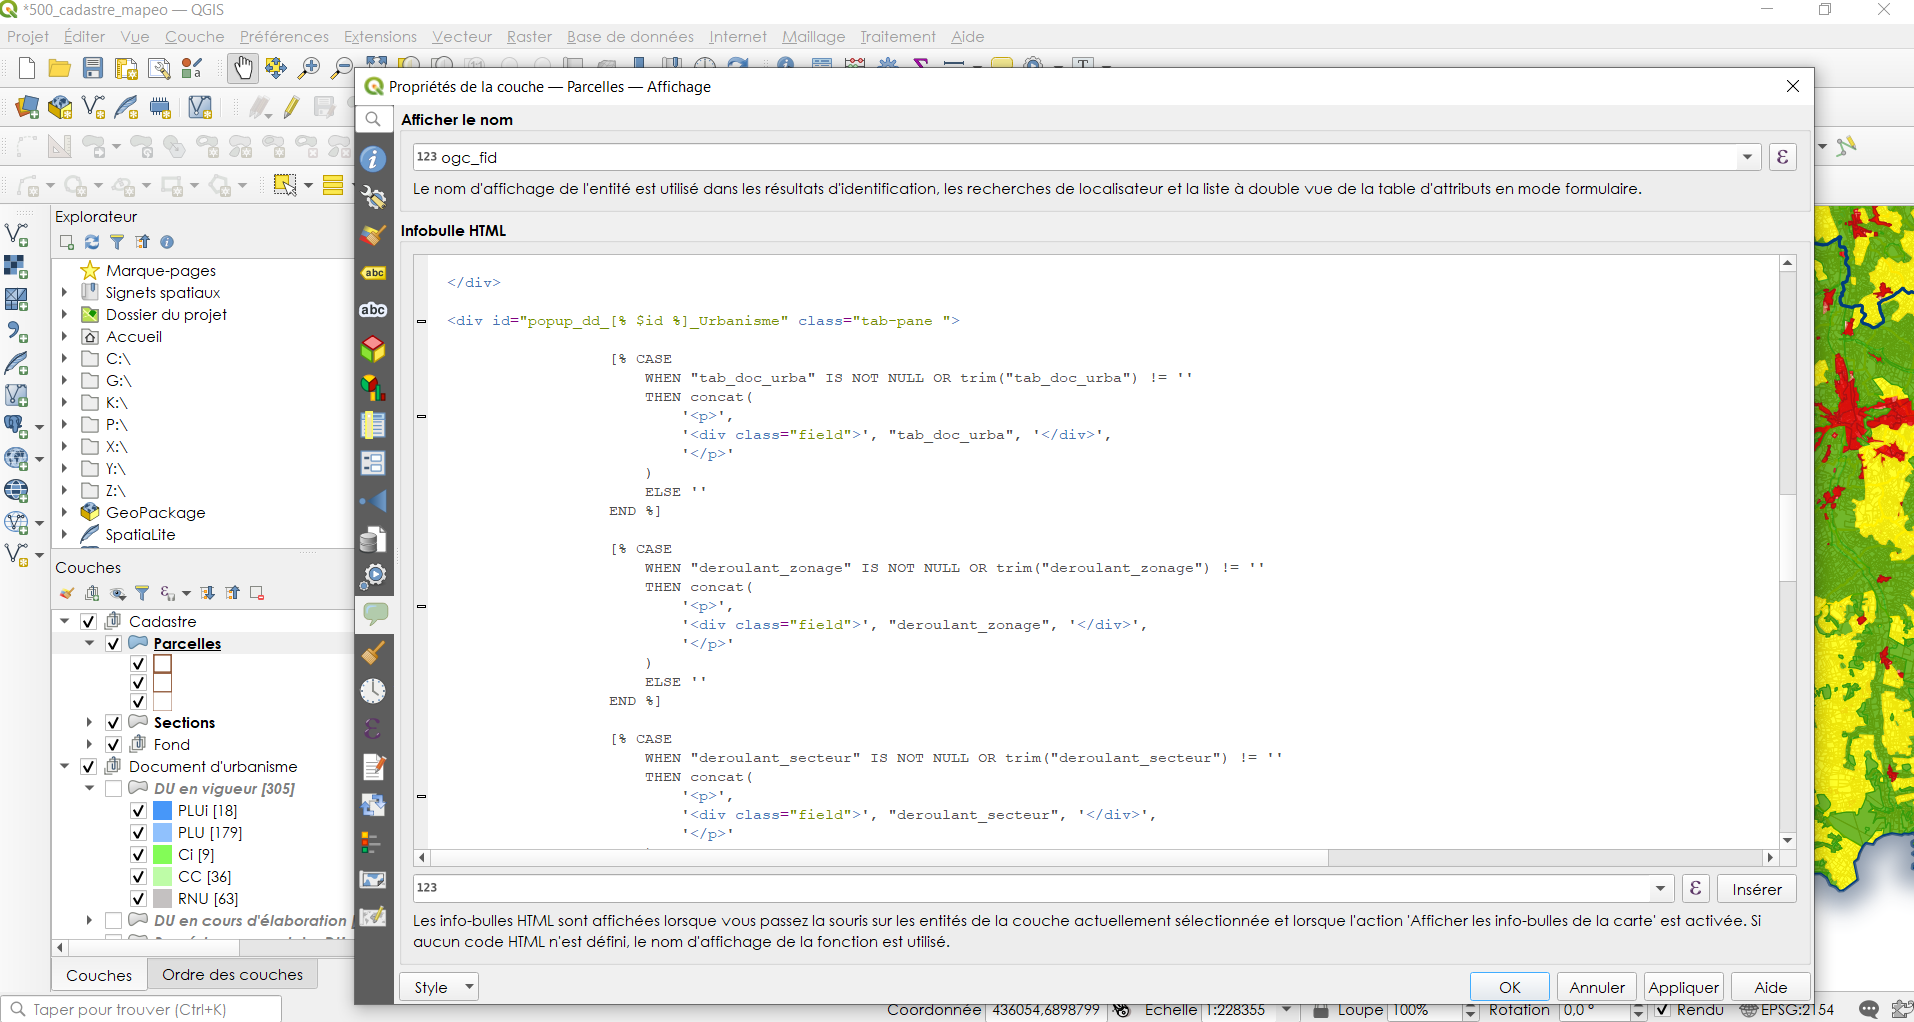 *500_cadastre_mapeo — QGIS
Projet Éditer Vue Couche Préférences Extensions Vecteur Raster Base de données Internet Maillage Traitement Aide
Propriétés de la couche — Parcelles — Affichage
Afficher le nom
123 ogc_fid
Le nom d'affichage de l'entité est utilisé dans les résultats d'identification, les recherches de localisateur et la liste à double vue de la table d'attributs en mode formulaire.
Infobulle HTML
</div>
<div id="popup_dd_[% $id %]_Urbanisme" class="tab-pane ">
[% CASE
WHEN "tab_doc_urba" IS NOT NULL OR trim("tab_doc_urba") != ''
THEN concat(
'<p>',
'<div class="field">', "tab_doc_urba", '</div>',
'</p>'
)
ELSE ''
END %]
[% CASE
WHEN "deroulant_zonage" IS NOT NULL OR trim("deroulant_zonage") != ''
THEN concat(
'<p>',
'<div class="field">', "deroulant_zonage", '</div>',
'</p>'
)
ELSE ''
END %]
[% CASE
WHEN "deroulant_secteur" IS NOT NULL OR trim("deroulant_secteur") != ''
THEN concat(
'<p>',
'<div class="field">', "deroulant_secteur", '</div>',
'</p>'
123
Insérer
Les info-bulles HTML sont affichées lorsque vous passez la souris sur les entités de la couche actuellement sélectionnée et lorsque l'action 'Afficher les info-bulles de la carte' est activée. Si
aucun code HTML n'est défini, le nom d'affichage de la fonction est utilisé.
Style
OK
Annuler
Appliquer
Aide
abc
abc
Explorateur
Marque-pages
Signets spatiaux
Dossier du projet
Accueil
C:\
G:\
K:\
P:\
X:\
Y:\
Z:\
GeoPackage
SpatiaLite
Couches
Cadastre
Parcelles
Sections
Fond
Document d'urbanisme
DU en vigueur [305]
PLUi [18]
PLU [179]
Ci [9]
CC [36]
RNU [63]
DU en cours d'élaboration
Couches
Ordre des couches
Taper pour trouver (Ctrl+K)
Coordonnée 436054,6898799 Echelle 1:228355 Loupe 100% Rotation 0,0 ° Rendu EPSG:2154